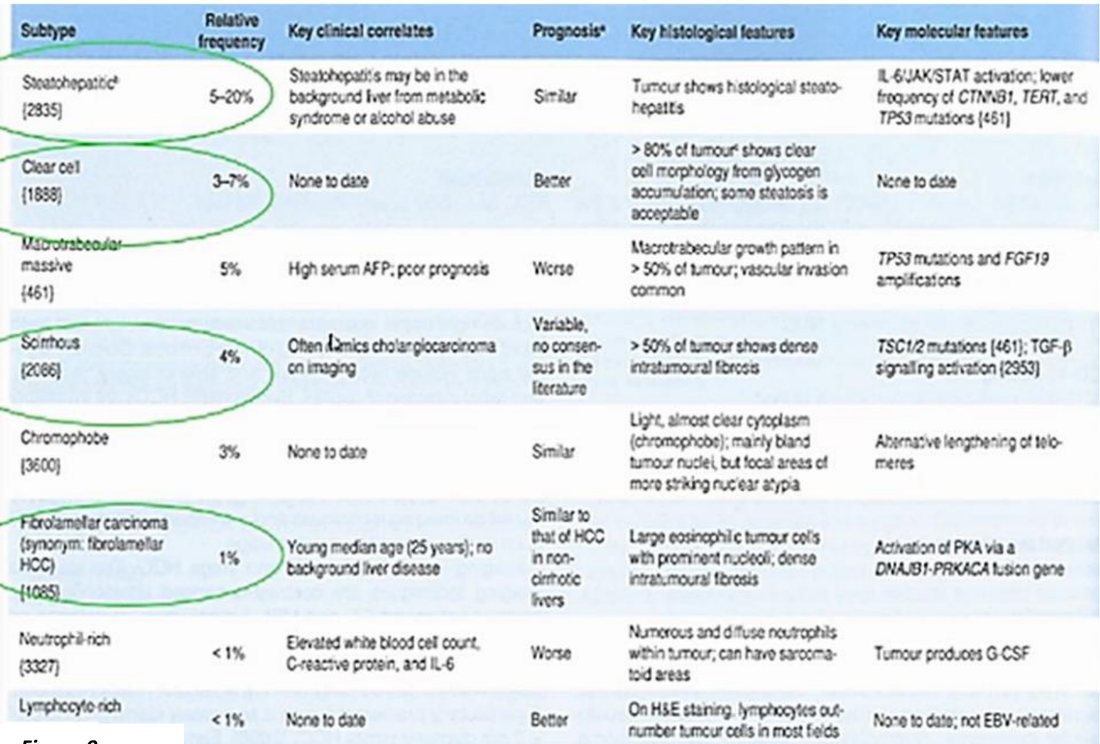 Subtype
Relative
frequency
Key clinical correlates
Prognosisᵃ
Key histological features
Key molecular features
Steatohepatiticᵇ
{2835}
5–20%
Steatohepatitis may be in the
background liver from metabolic
syndrome or alcohol abuse
Similar
Tumour shows histological steato-
hepatitis
IL-6/JAK/STAT activation; lower
frequency of CTNNB1, TERT, and
TP53 mutations {461}
Clear cell
{1888}
3–7%
None to date
Better
> 80% of tumourᶜ shows clear
cell morphology from glycogen
accumulation; some steatosis is
acceptable
None to date
Macrotrabecular
massive
{461}
5%
High serum AFP; poor prognosis
Worse
Macrotrabecular growth pattern in
> 50% of tumour; vascular invasion
common
TP53 mutations and FGF19
amplifications
Scirrhous
{2086}
4%
Often mimics cholangiocarcinoma
on imaging
Variable,
no consen-
sus in the
literature
> 50% of tumour shows dense
intratumoural fibrosis
TSC1/2 mutations {461}; TGF-β
signalling activation {2953}
Chromophobe
{3600}
3%
None to date
Similar
Light, almost clear cytoplasm
(chromophobe); mainly bland
tumour nuclei, but focal areas of
more striking nuclear atypia
Alternative lengthening of telo-
meres
Fibrolamellar carcinoma
(synonym: fibrolamellar
HCC)
{1085}
1%
Young median age (25 years); no
background liver disease
Similar to
that of HCC
in non-
cirrhotic
livers
Large eosinophilic tumour cells
with prominent nucleoli; dense
intratumoural fibrosis
Activation of PKA via a
DNAJB1-PRKACA fusion gene
Neutrophil-rich
{3327}
< 1%
Elevated white blood cell count,
C-reactive protein, and IL-6
Worse
Numerous and diffuse neutrophils
within tumour; can have sarcoma-
toid areas
Tumour produces G-CSF
Lymphocyte-rich
< 1%
None to date
Better
On H&E staining, lymphocytes out-
number tumour cells in most fields
None to date; not EBV-related